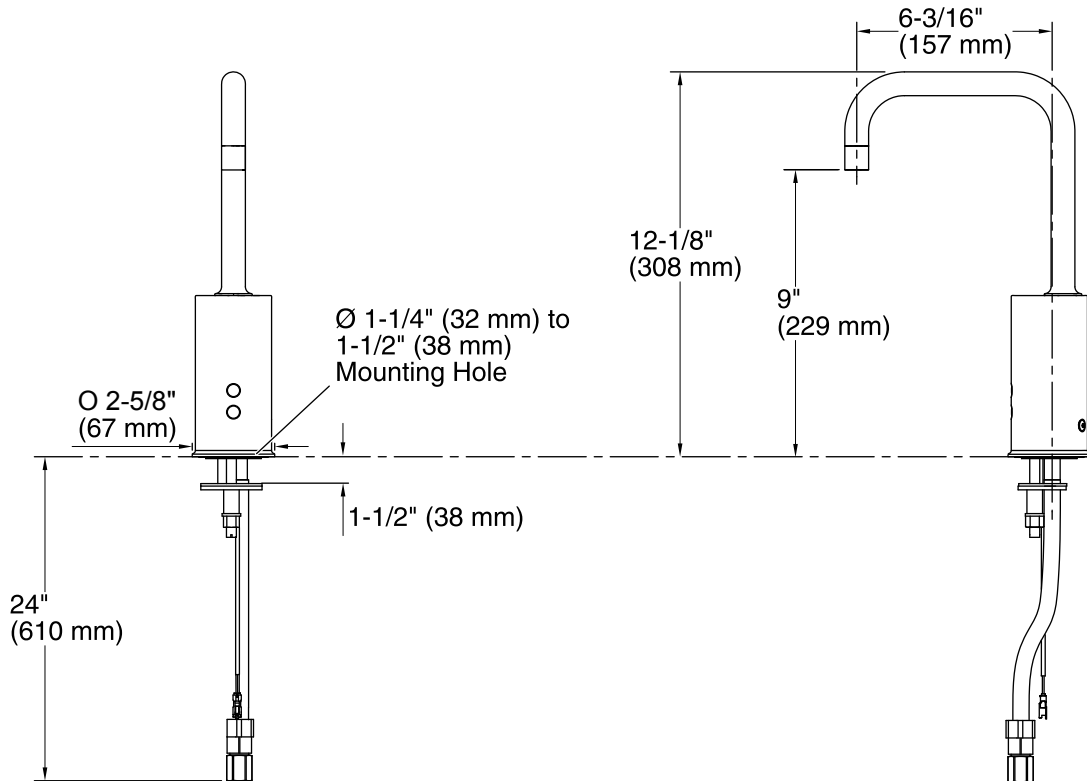 6-3/16"
(157 mm)
12-1/8"
(308 mm)
9"
(229 mm)
Ø 1-1/4" (32 mm) to
1-1/2" (38 mm)
Mounting Hole
O 2-5/8"
(67 mm)
1-1/2" (38 mm)
24"
(610 mm)